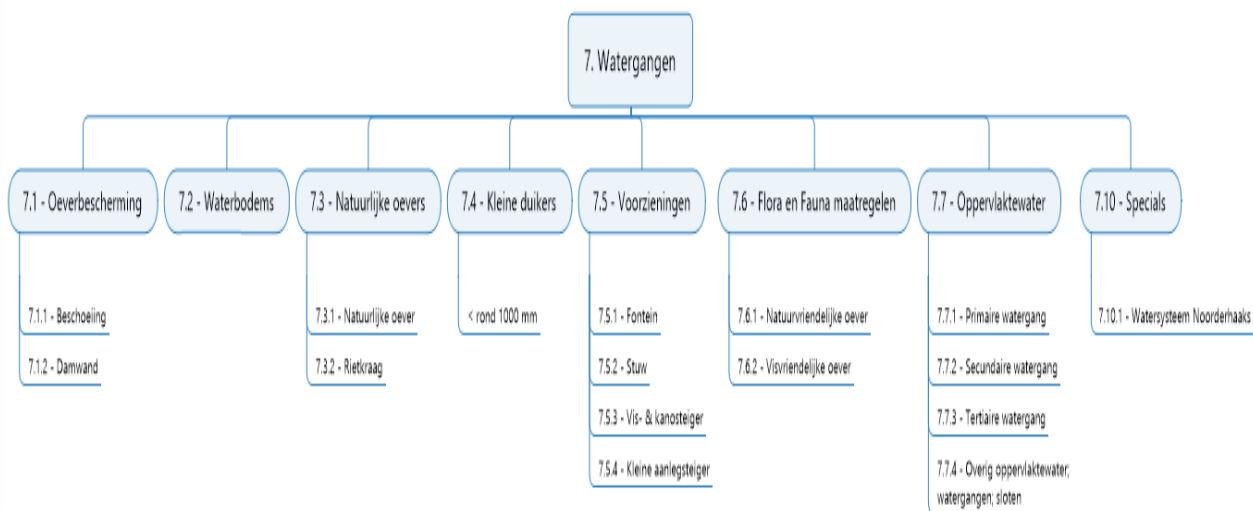 7. Watergangen
7.1 - Oeverbescherming
7.2 - Waterbodems
7.3 - Natuurlijke oevers
7.4 - Kleine duikers
7.5 - Voorzieningen
7.6 - Flora en Fauna maatregelen
7.7 - Oppervlaktewater
7.10 - Specials
7.1.1 - Beschoeiing
7.1.2 - Damwand
7.3.1 - Natuurlijke oever
7.3.2 - Rietkraag
< rond 1000 mm
7.5.1 - Fontein
7.5.2 - Stuw
7.5.3 - Vis- & kanosteiger
7.5.4 - Kleine aanlegsteiger
7.6.1 - Natuurvriendelijke oever
7.6.2 - Visvriendelijke oever
7.7.1 - Primaire watergang
7.7.2 - Secundaire watergang
7.7.3 - Tertiaire watergang
7.7.4 - Overig oppervlaktewater;
watergangen; sloten
7.10.1 - Watersysteem Noorderhaaks